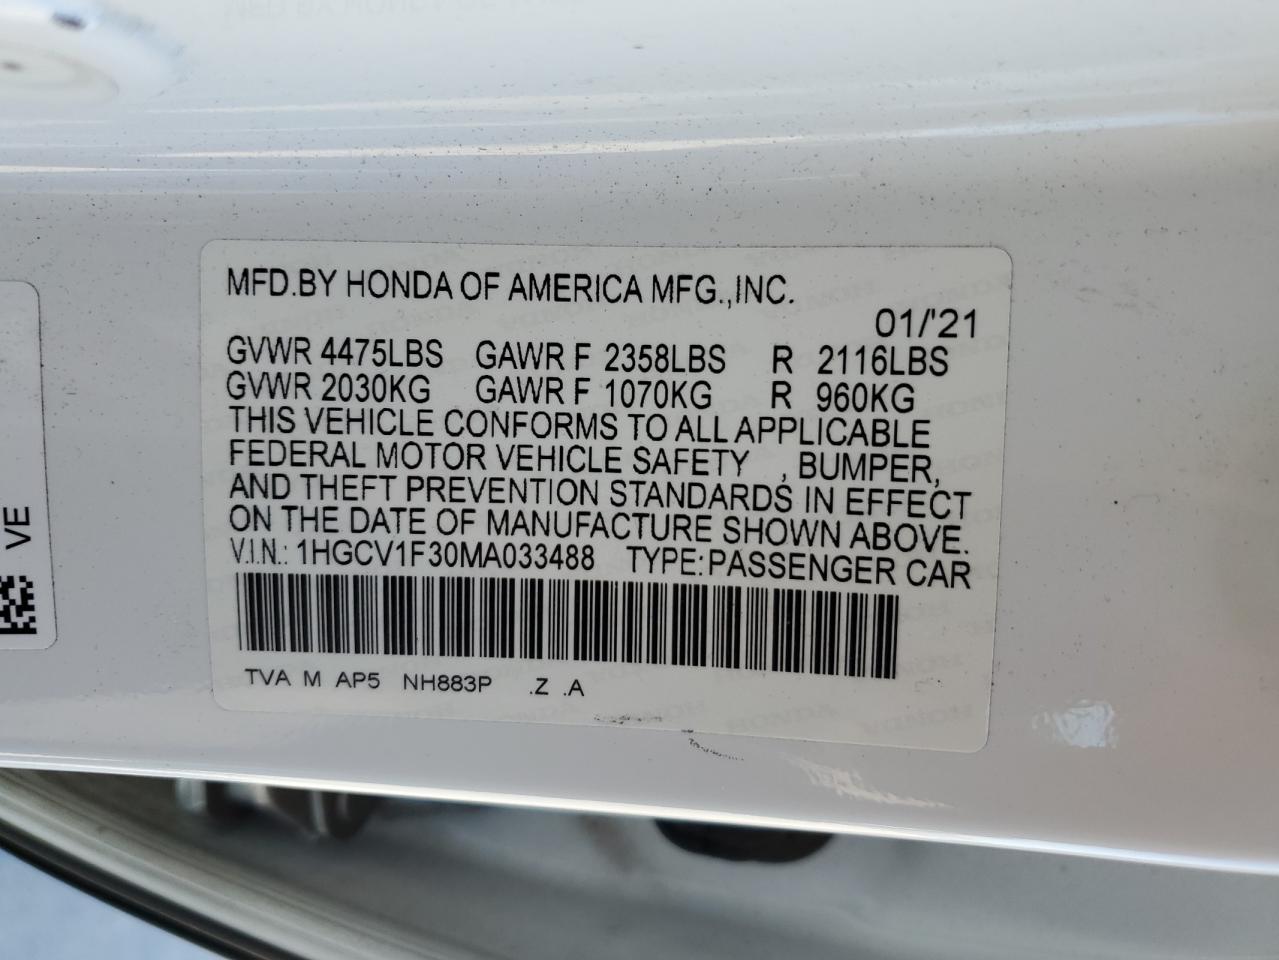 MFD.BY HONDA OF AMERICA MFG.,INC.
01/'21
GVWR 4475LBS GAWR F 2358LBS R 2116LBS
GVWR 2030KG GAWR F 1070KG R 960KG
THIS VEHICLE CONFORMS TO ALL APPLICABLE
FEDERAL MOTOR VEHICLE SAFETY , BUMPER,
AND THEFT PREVENTION STANDARDS IN EFFECT
ON THE DATE OF MANUFACTURE SHOWN ABOVE.
V.I.N.: 1HGCV1F30MA033488 TYPE:PASSENGER CAR
TVA M AP5 NH883P .Z .A
VE